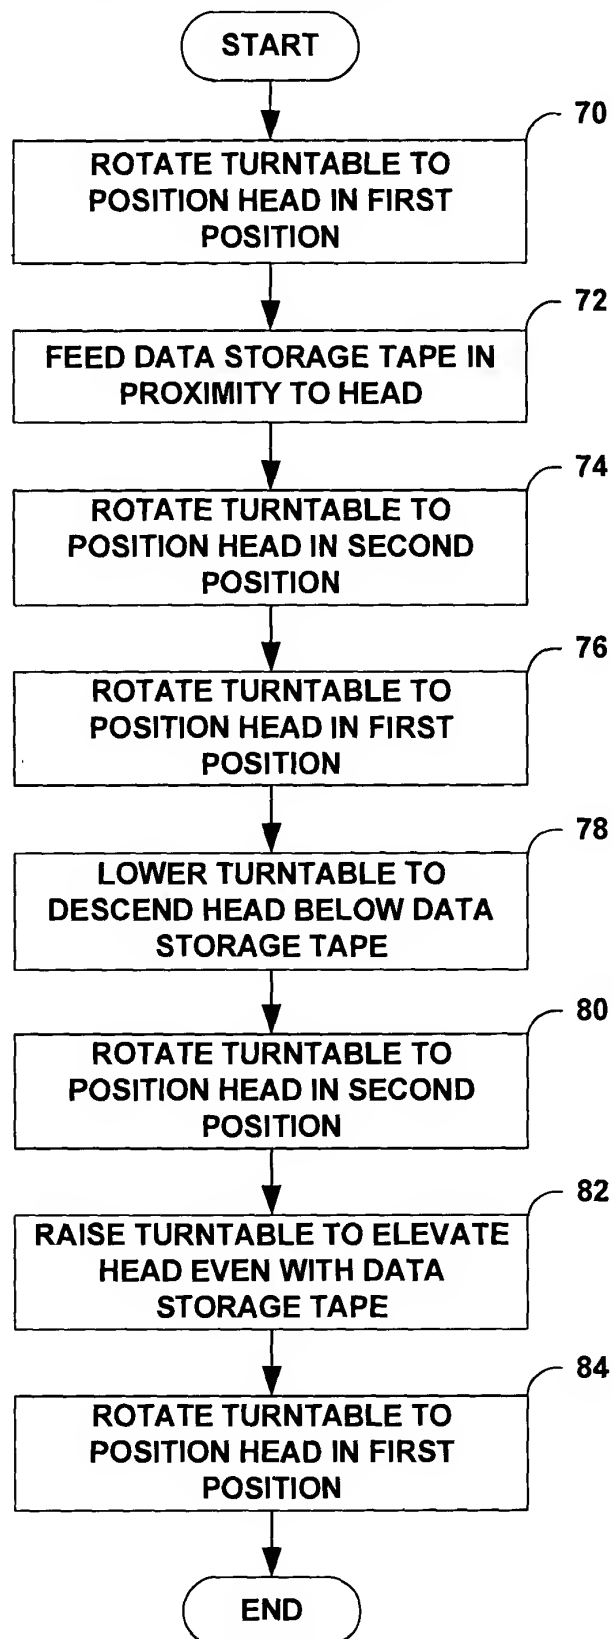 START
70
ROTATE TURNTABLE TO
POSITION HEAD IN FIRST
POSITION
72
FEED DATA STORAGE TAPE IN
PROXIMITY TO HEAD
74
ROTATE TURNTABLE TO
POSITION HEAD IN SECOND
POSITION
76
ROTATE TURNTABLE TO
POSITION HEAD IN FIRST
POSITION
78
LOWER TURNTABLE TO
DESCEND HEAD BELOW DATA
STORAGE TAPE
80
ROTATE TURNTABLE TO
POSITION HEAD IN SECOND
POSITION
82
RAISE TURNTABLE TO ELEVATE
HEAD EVEN WITH DATA
STORAGE TAPE
84
ROTATE TURNTABLE TO
POSITION HEAD IN FIRST
POSITION
END